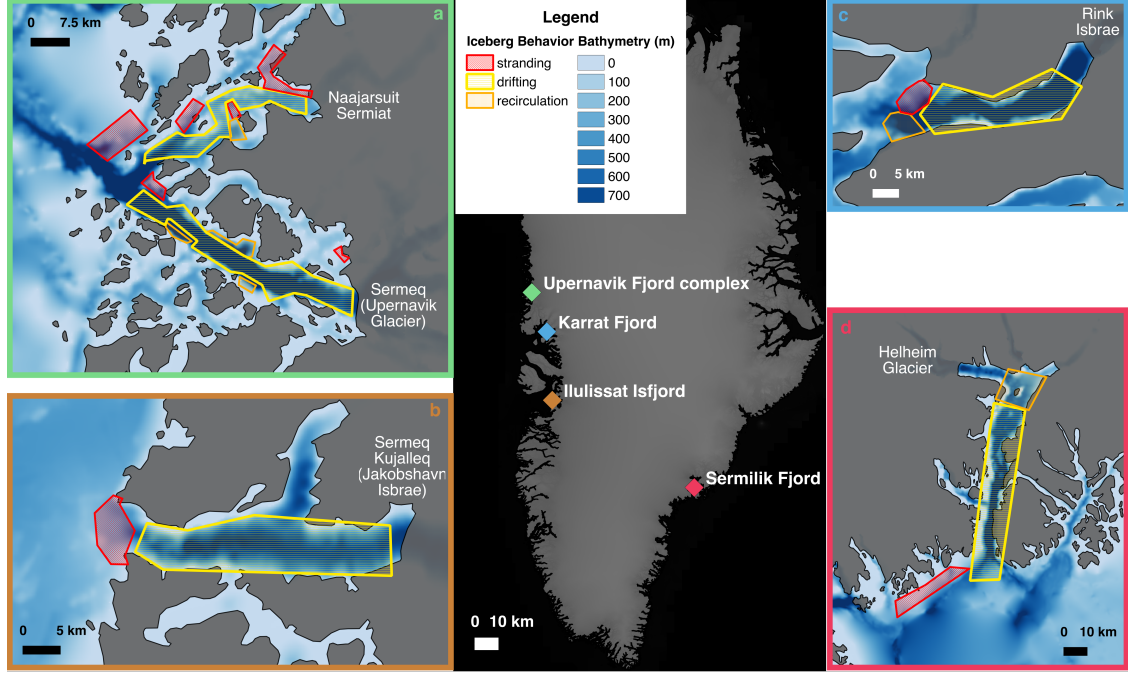 a
0 7.5 km
Naajarsuit
Sermiat
Sermeq
(Upernavik
Glacier)
b
Sermeq
Kujalleq
(Jakobshavn
Isbrae)
0 5 km
Legend
Iceberg Behavior Bathymetry (m)
stranding
drifting
recirculation
0
100
200
300
400
500
600
700
Upernavik Fjord complex
Karrat Fjord
Ilulissat Isfjord
Sermilik Fjord
0 10 km
c
Rink
Isbrae
0 5 km
d
Helheim
Glacier
0 10 km